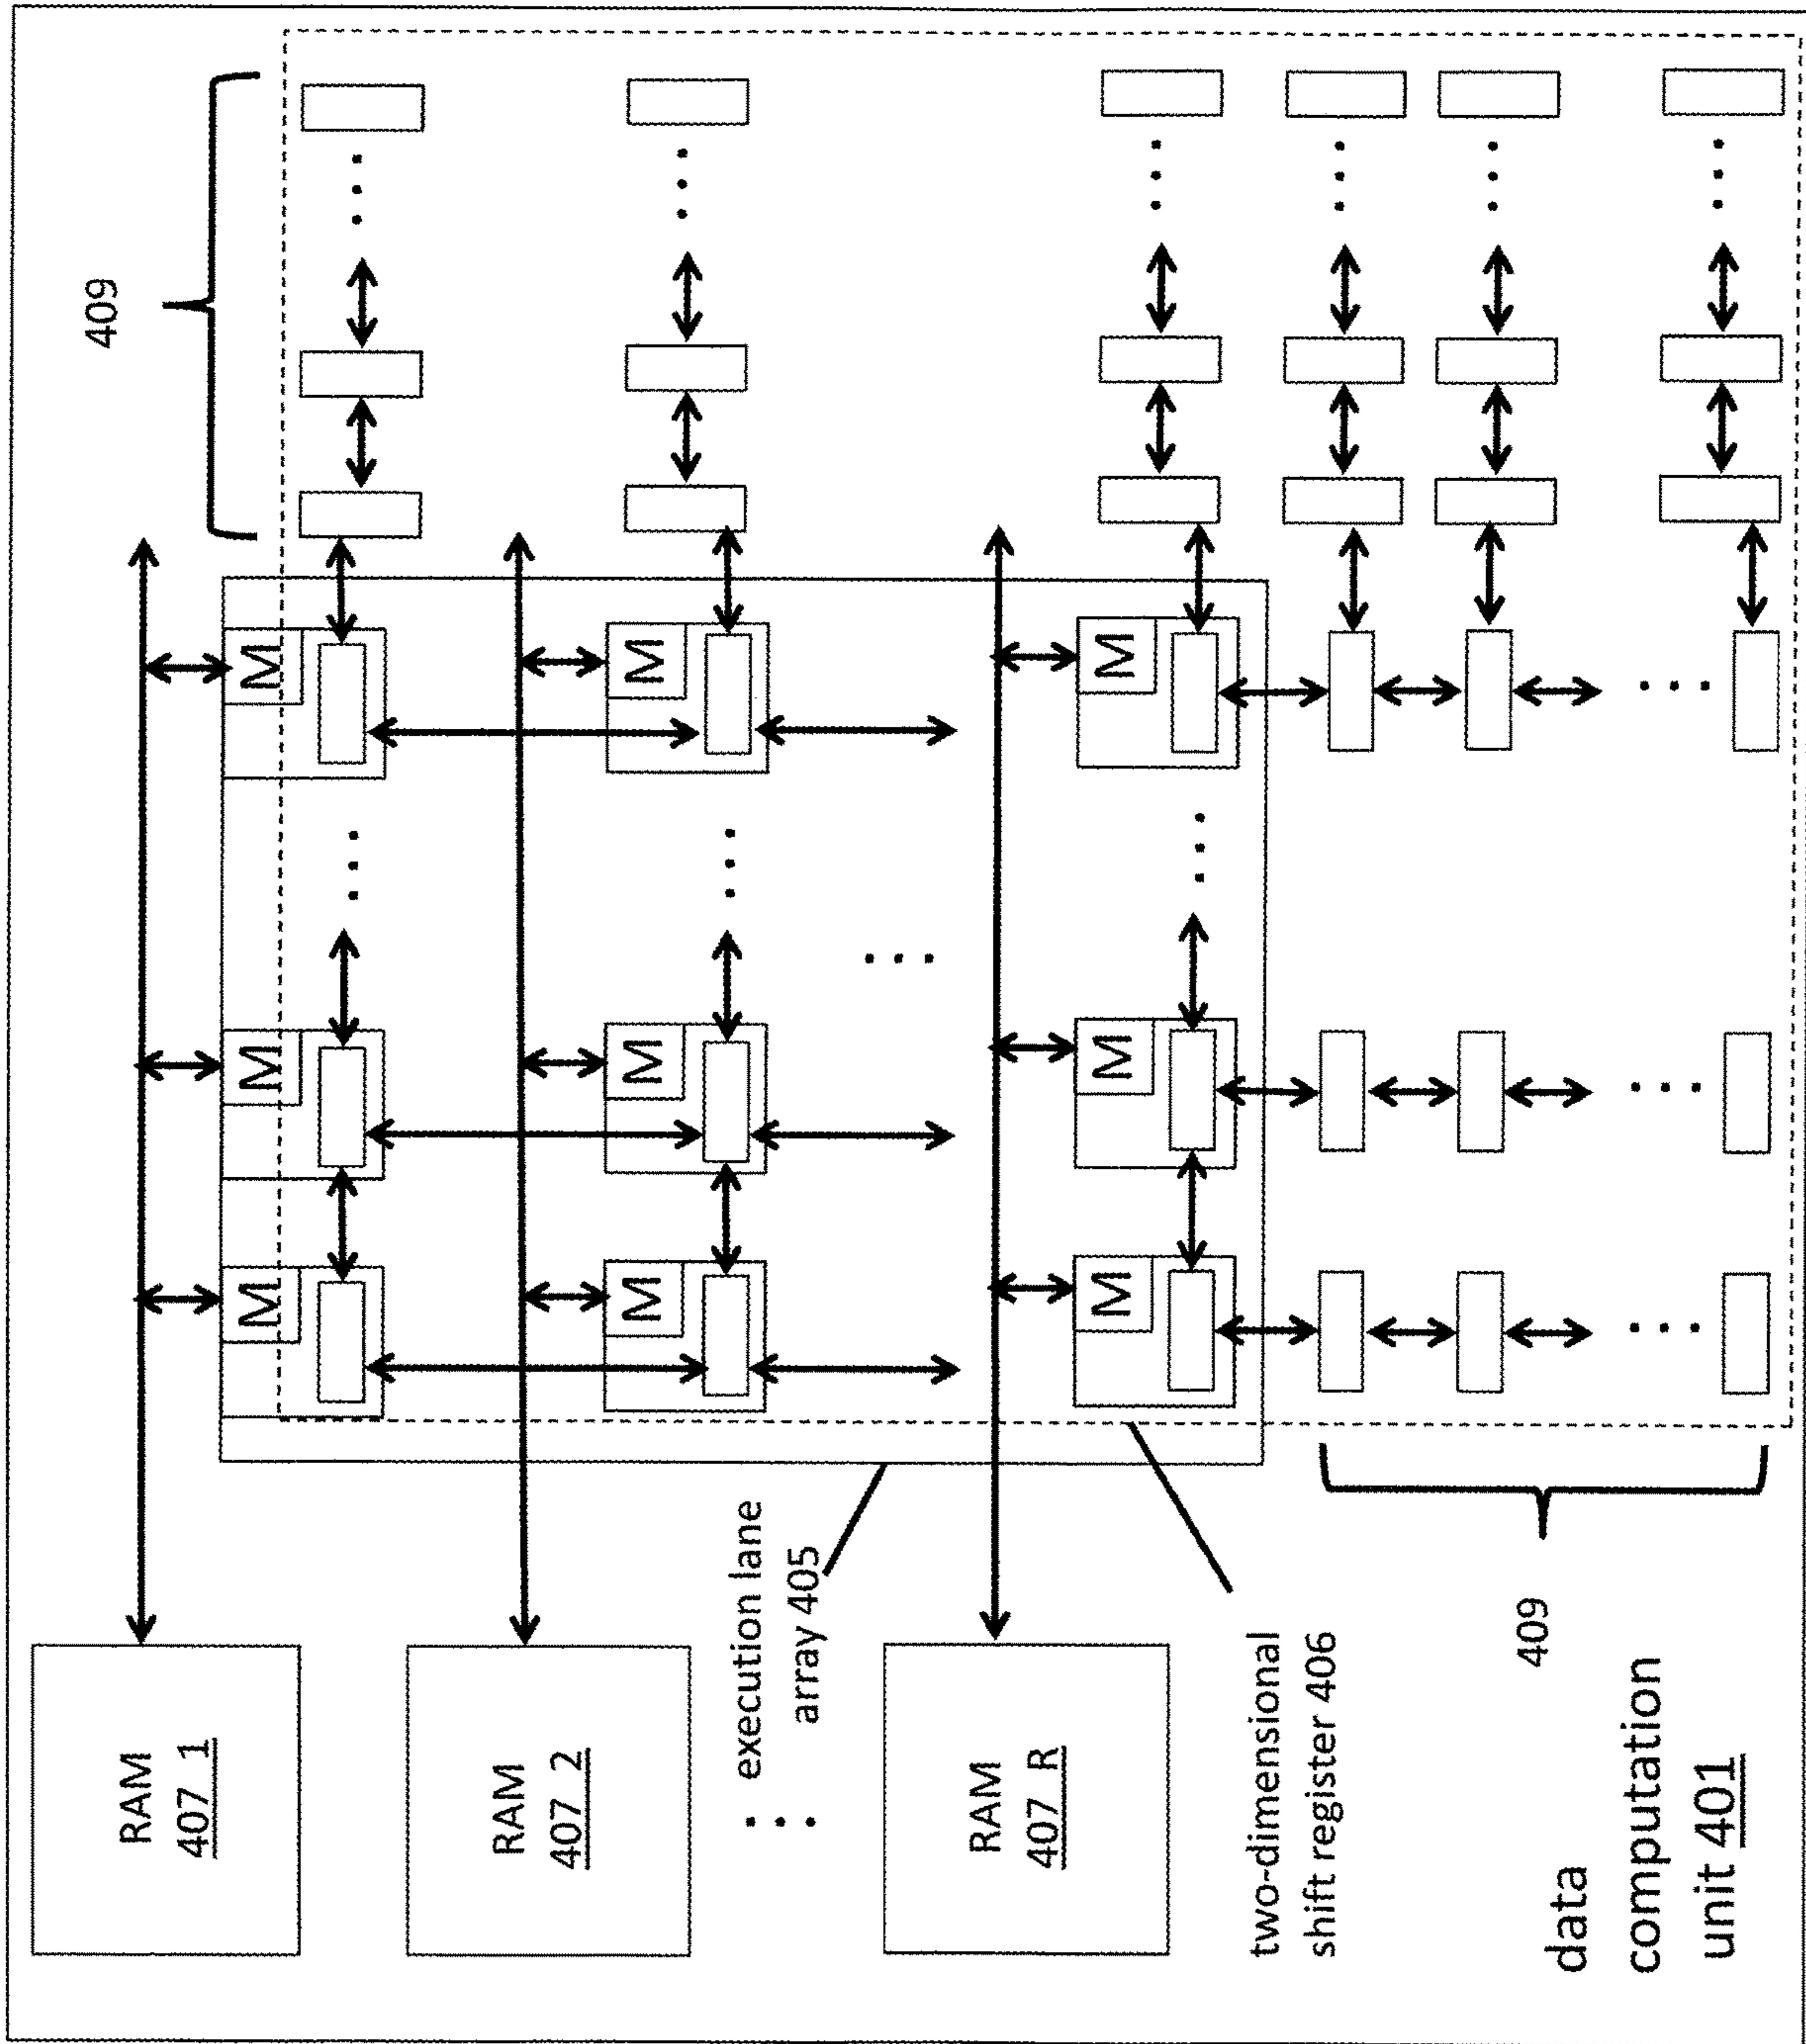 409
RAM
407_1
M M M
RAM
407_2
M M M
execution lane
array 405
RAM
407_R
M M M
two-dimensional
shift register 406
409
data
computation
unit 401